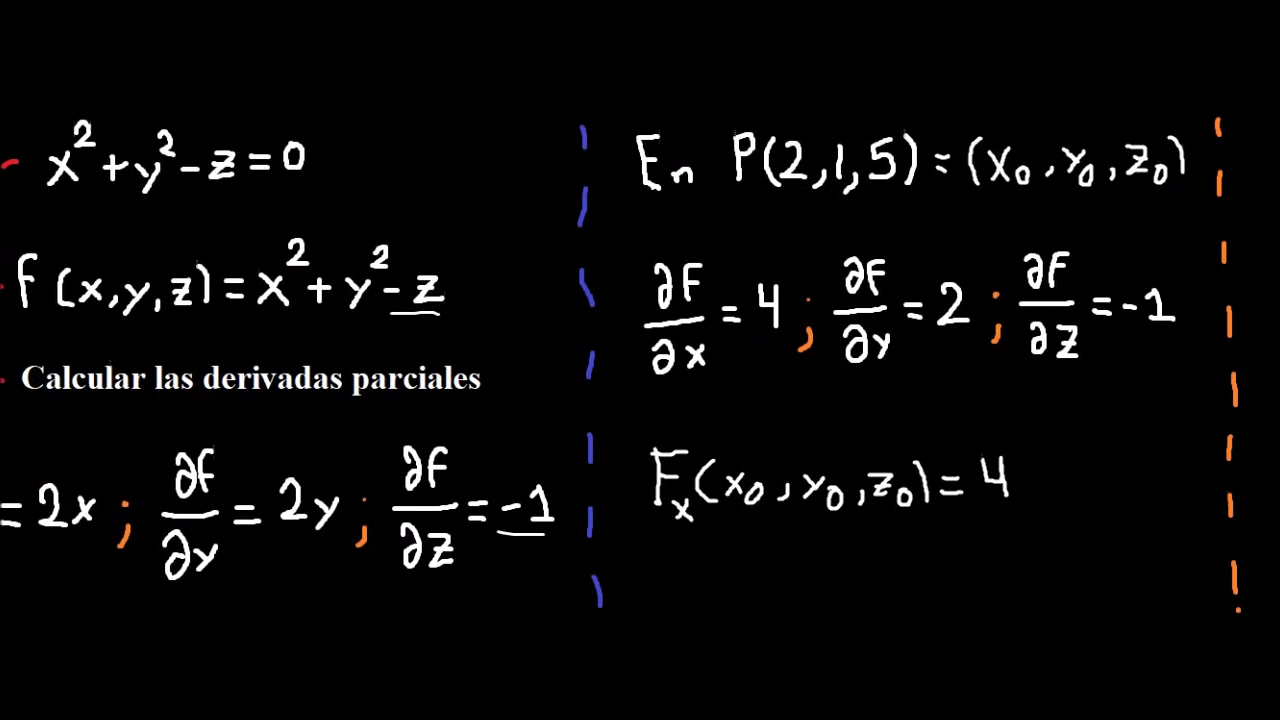 x² + y² - z = 0
F(x, y, z) = x² + y² - z
Calcular las derivadas parciales
= 2x ; ∂F/∂y = 2y ; ∂F/∂z = -1
En P(2,1,5) = (x₀, y₀, z₀)
∂F/∂x = 4 ; ∂F/∂y = 2 ; ∂F/∂z = -1
Fₓ(x₀, y₀, z₀) = 4